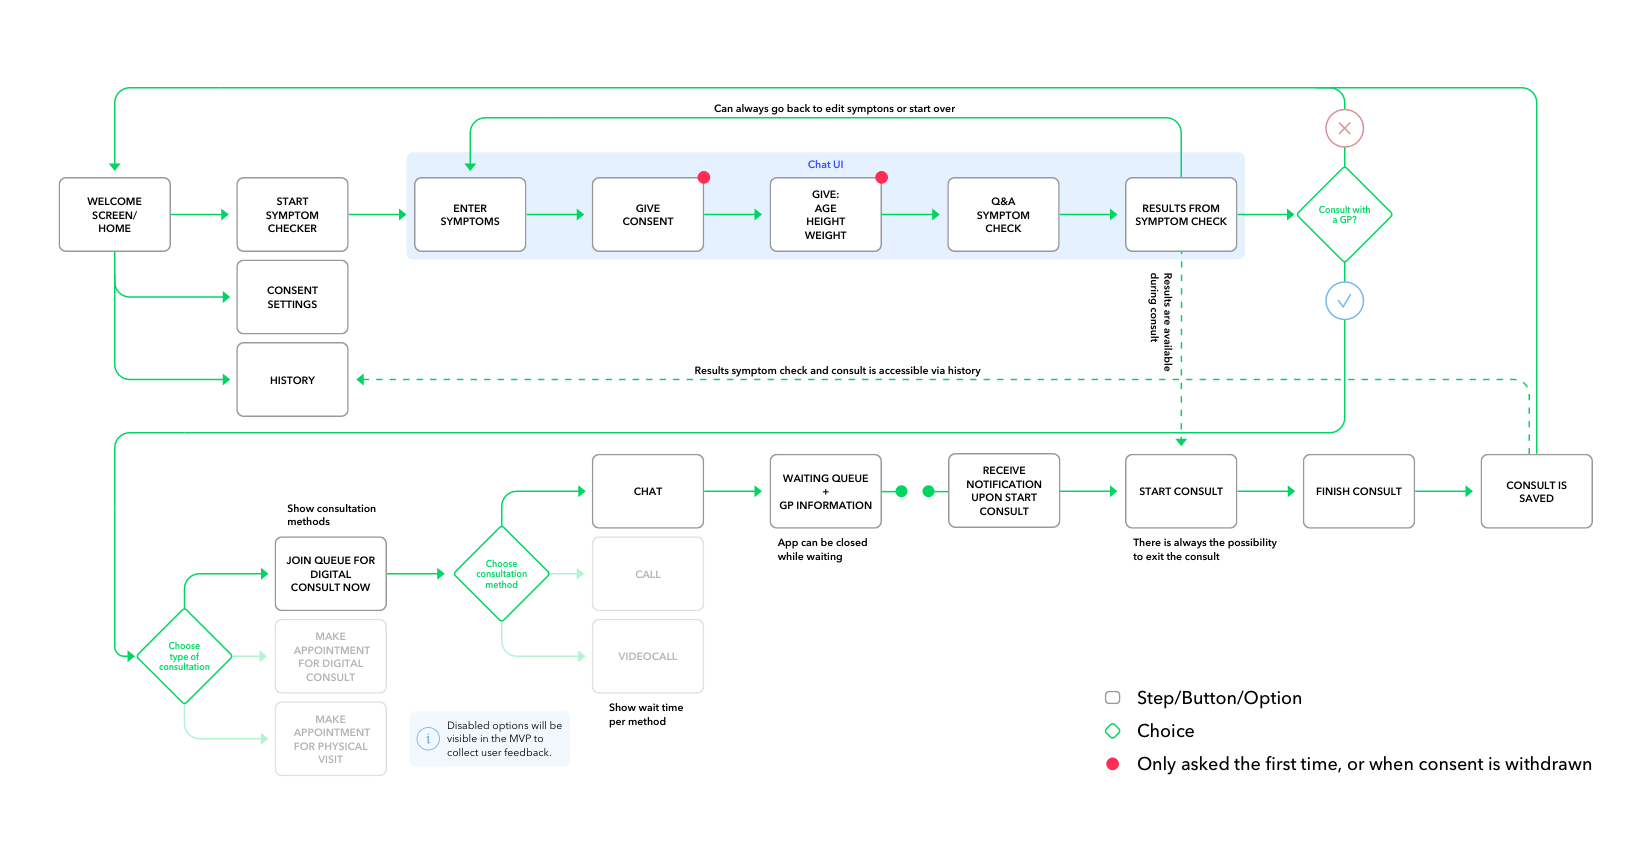 Can always go back to edit symptons or start over
Chat UI
WELCOME
SCREEN/
HOME
START
SYMPTOM
CHECKER
ENTER
SYMPTOMS
GIVE
CONSENT
GIVE:
AGE
HEIGHT
WEIGHT
Q&A
SYMPTOM
CHECK
RESULTS FROM
SYMPTOM CHECK
Consult with
a GP?
CONSENT
SETTINGS
Results are available
during consult
HISTORY
Results symptom check and consult is accessible via history
CHAT
WAITING QUEUE
+
GP INFORMATION
RECEIVE
NOTIFICATION
UPON START
CONSULT
START CONSULT
FINISH CONSULT
CONSULT IS
SAVED
Show consultation
methods
App can be closed
while waiting
There is always the possibility
to exit the consult
JOIN QUEUE FOR
DIGITAL
CONSULT NOW
Choose
consultation
method
CALL
Choose
type of
consultation
MAKE
APPOINTMENT
FOR DIGITAL
CONSULT
VIDEOCALL
Show wait time
per method
MAKE
APPOINTMENT
FOR PHYSICAL
VISIT
i
Disabled options will be
visible in the MVP to
collect user feedback.
Step/Button/Option
Choice
Only asked the first time, or when consent is withdrawn